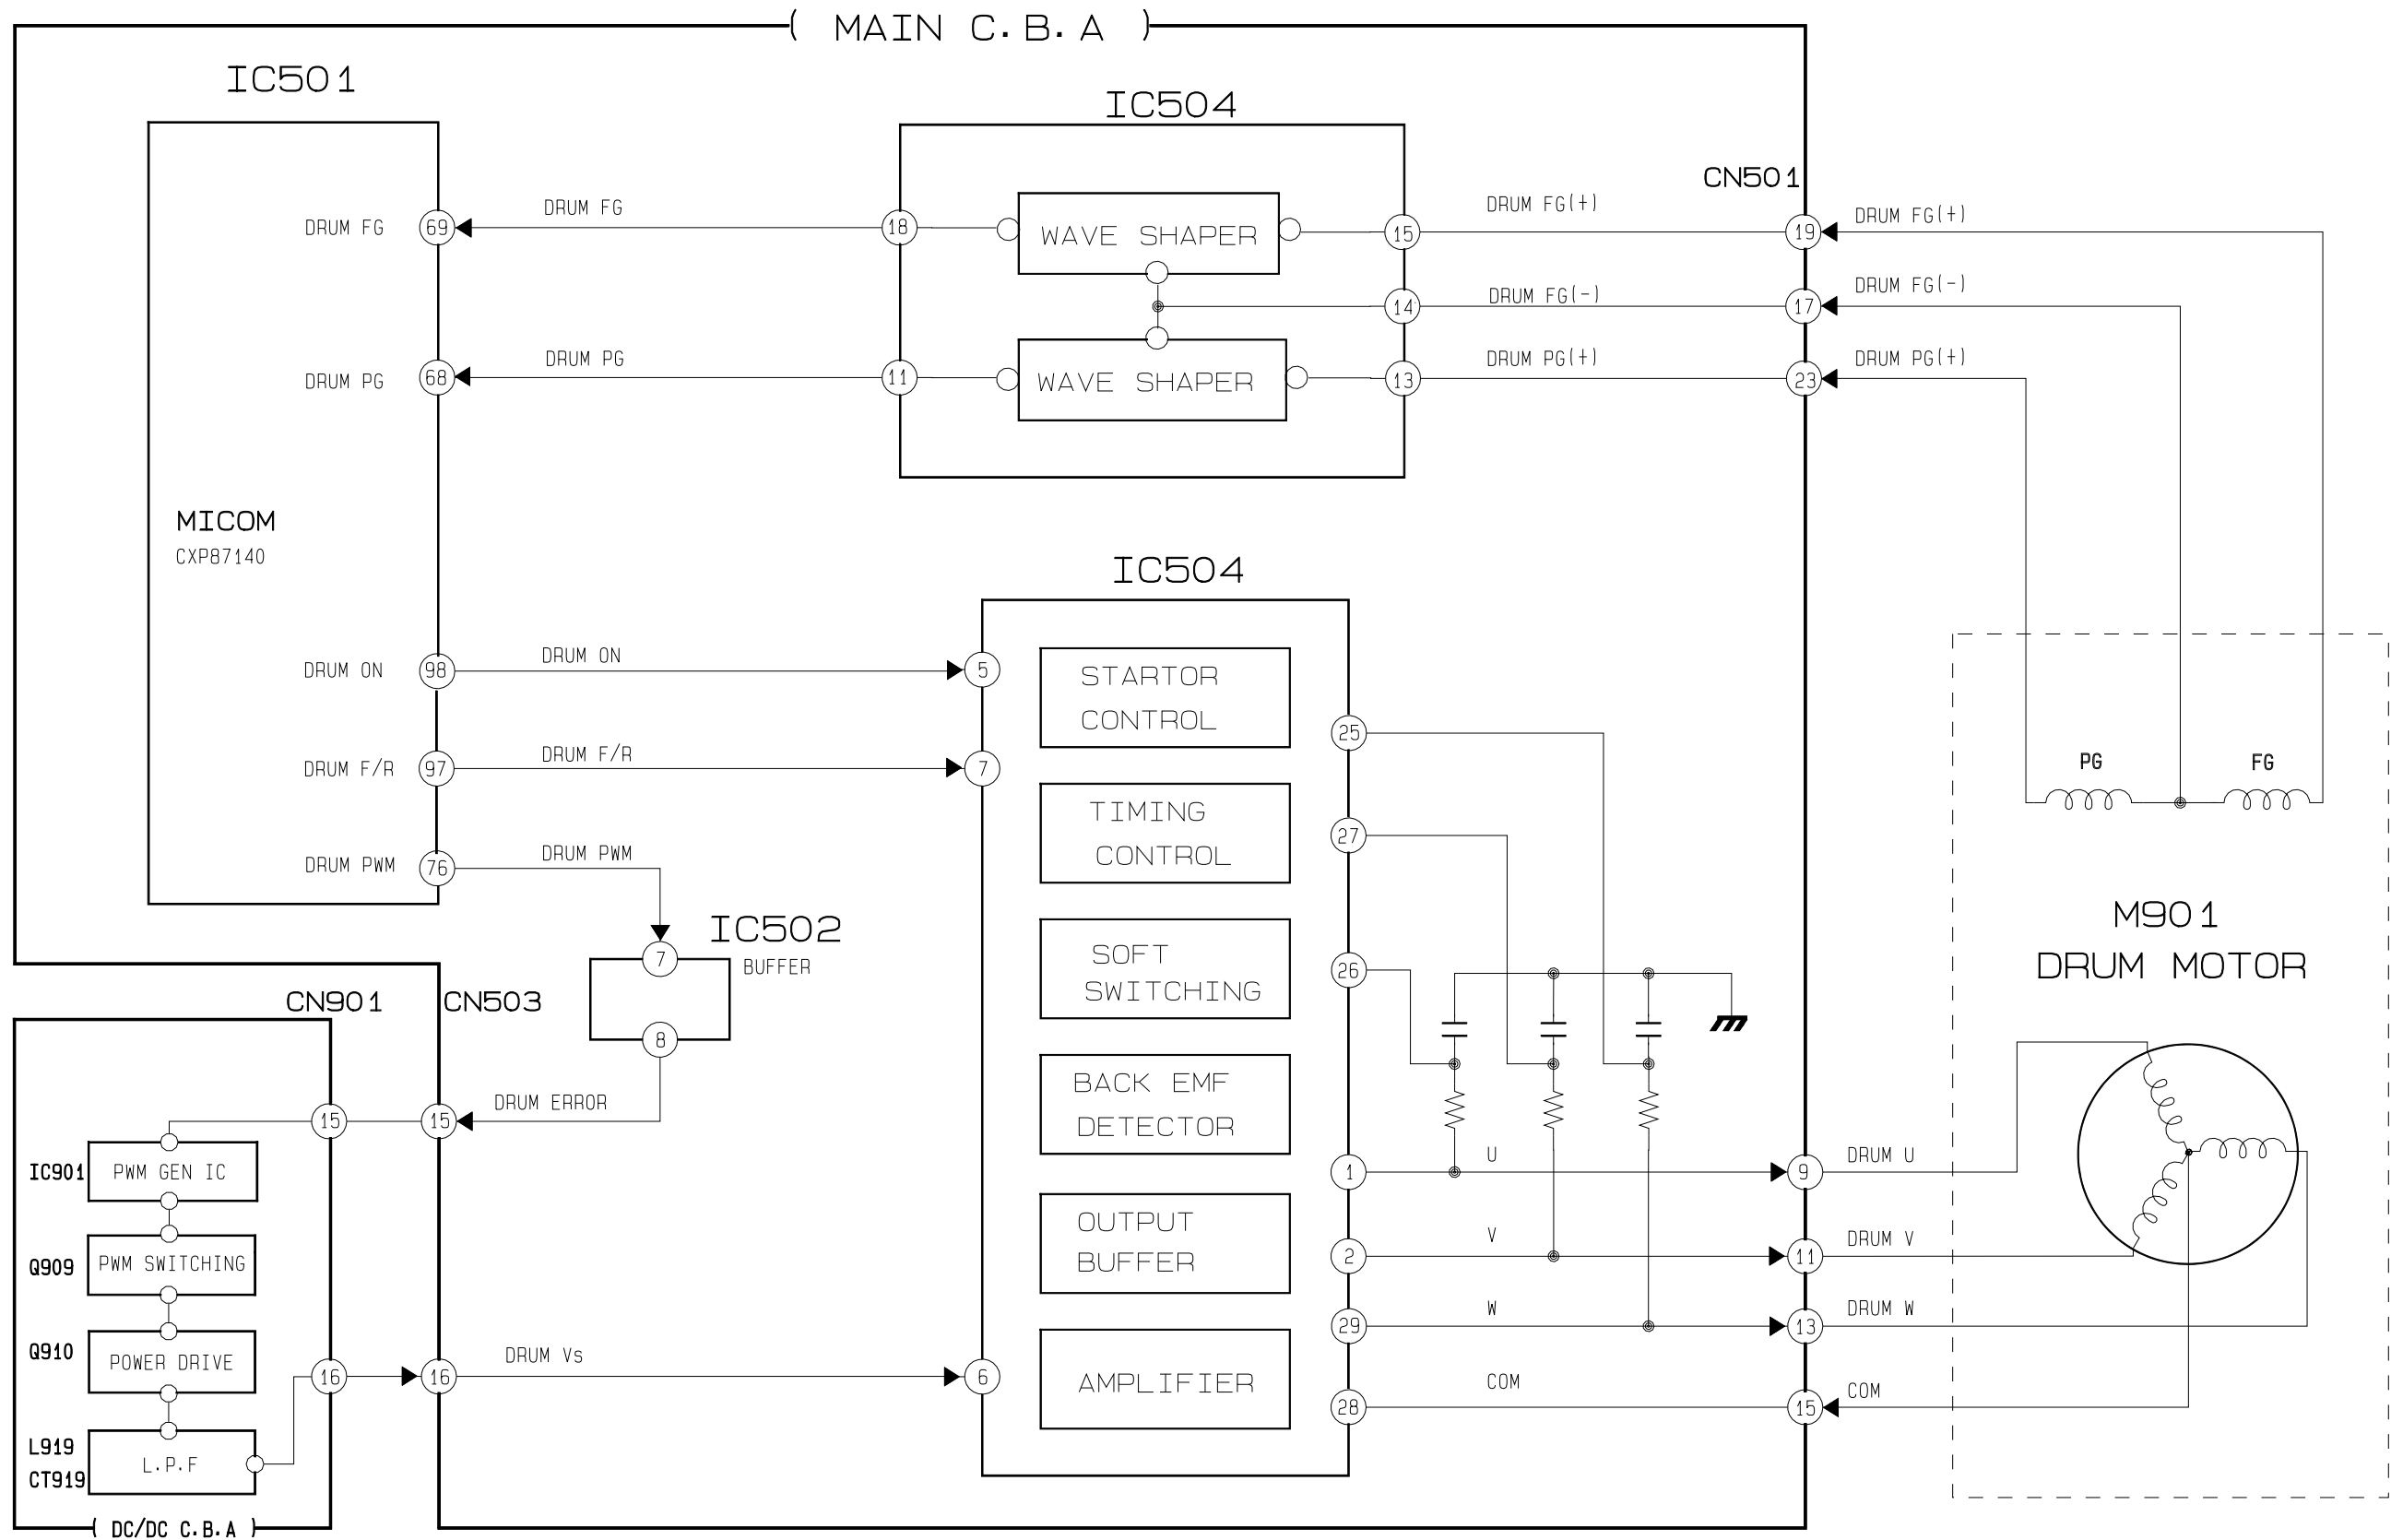 ( MAIN C.B.A )
IC501
IC504
CN501
DRUM FG
69
DRUM FG
18
WAVE SHAPER
15
DRUM FG(+)
19
DRUM FG(+)
14
DRUM FG(-)
17
DRUM FG(-)
DRUM PG
68
DRUM PG
11
WAVE SHAPER
13
DRUM PG(+)
23
DRUM PG(+)
MICOM
CXP87140
IC504
DRUM ON
98
DRUM ON
5
STARTOR
CONTROL
25
DRUM F/R
97
DRUM F/R
7
TIMING
CONTROL
27
PG
FG
DRUM PWM
76
DRUM PWM
IC502
BUFFER
7
8
SOFT
SWITCHING
26
M901
DRUM MOTOR
CN901
CN503
BACK EMF
DETECTOR
15
15
DRUM ERROR
IC901
PWM GEN IC
1
U
9
DRUM U
Q909
PWM SWITCHING
OUTPUT
BUFFER
2
V
11
DRUM V
29
W
13
DRUM W
Q910
POWER DRIVE
16
16
DRUM Vs
6
AMPLIFIER
28
COM
15
COM
L919
CT919
L.P.F
( DC/DC C.B.A )